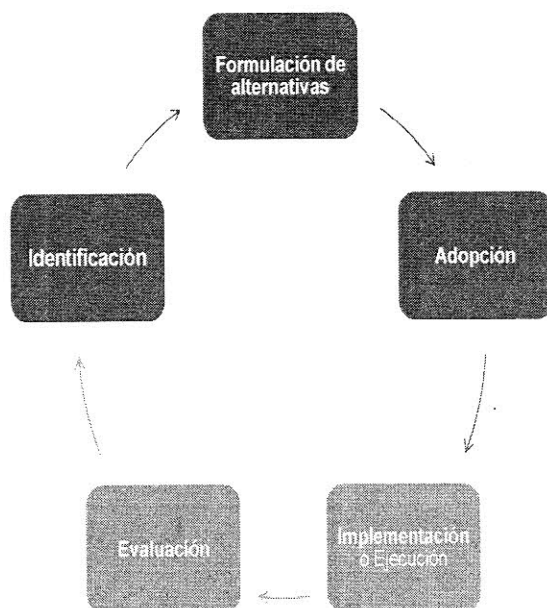 Formulación de
alternativas
Identificación
Adopción
Evaluación
Implementación
o Ejecución